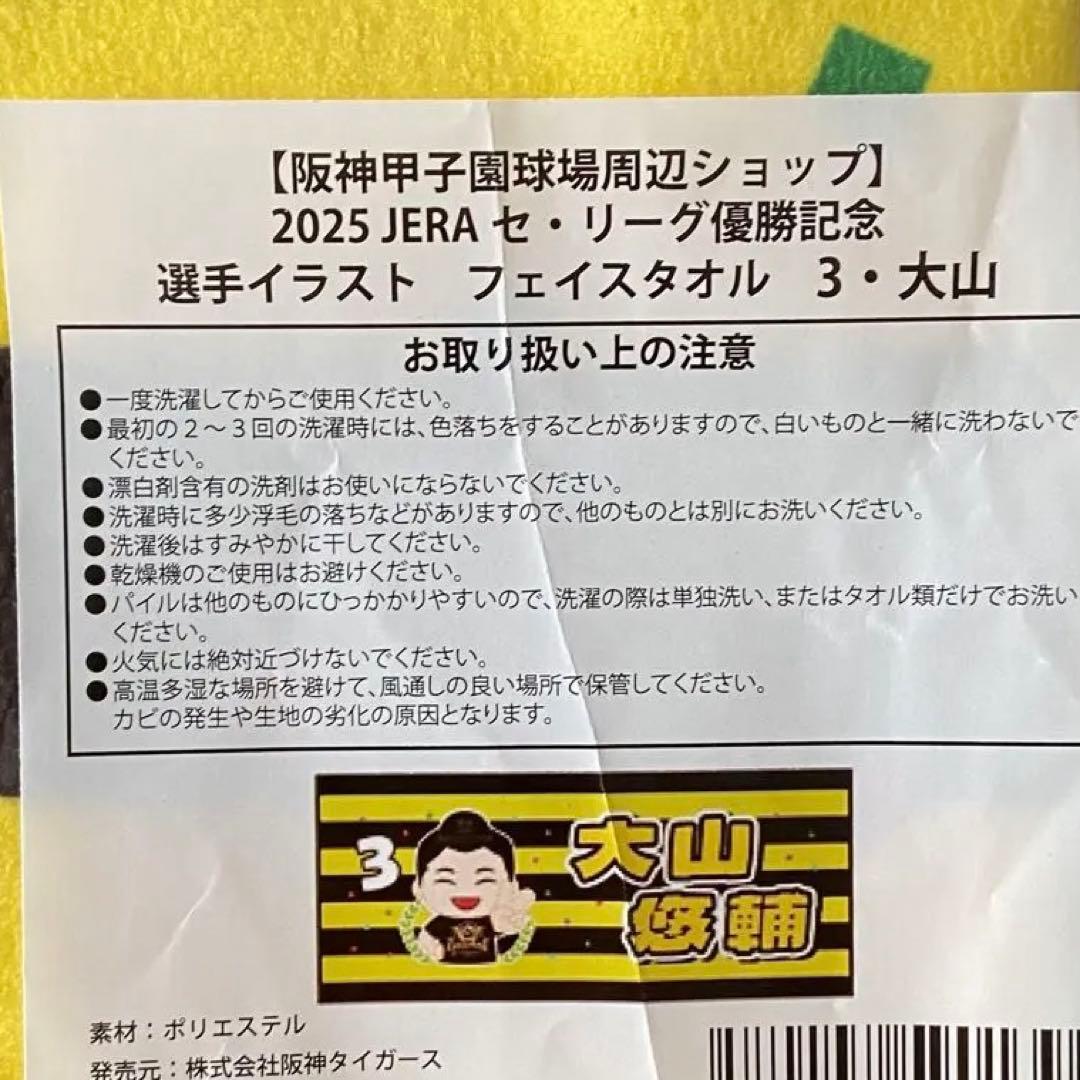 【阪神甲子園球場周辺ショップ】
2025 JERA セ・リーグ優勝記念
選手イラスト　フェイスタオル　3・大山
お取り扱い上の注意
●一度洗濯してからご使用ください。
●最初の2～3回の洗濯時には、色落ちをすることがありますので、白いものと一緒に洗わないで
ください。
●漂白剤含有の洗剤はお使いにならないでください。
●洗濯時に多少浮毛の落ちなどがありますので、他のものとは別にお洗いください。
●洗濯後はすみやかに干してください。
●乾燥機のご使用はお避けください。
●パイルは他のものにひっかかりやすいので、洗濯の際は単独洗い、またはタオル類だけでお洗い
ください。
●火気には絶対近づけないでください。
●高温多湿な場所を避けて、風通しの良い場所で保管してください。
カビの発生や生地の劣化の原因となります。
3
大山
悠輔
素材：ポリエステル
発売元：株式会社阪神タイガース